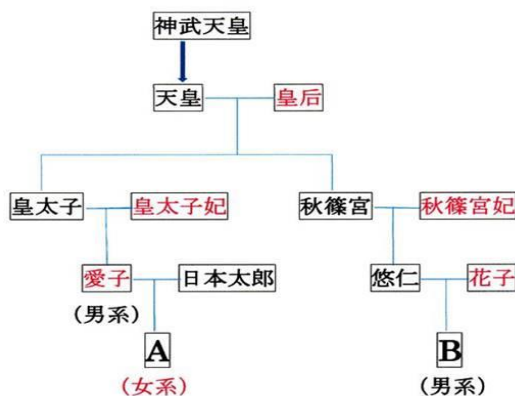 神武天皇
天皇
皇后
皇太子
皇太子妃
秋篠宮
秋篠宮妃
愛子
日本太郎
悠仁
花子
(男系)
A
B
(女系)
(男系)